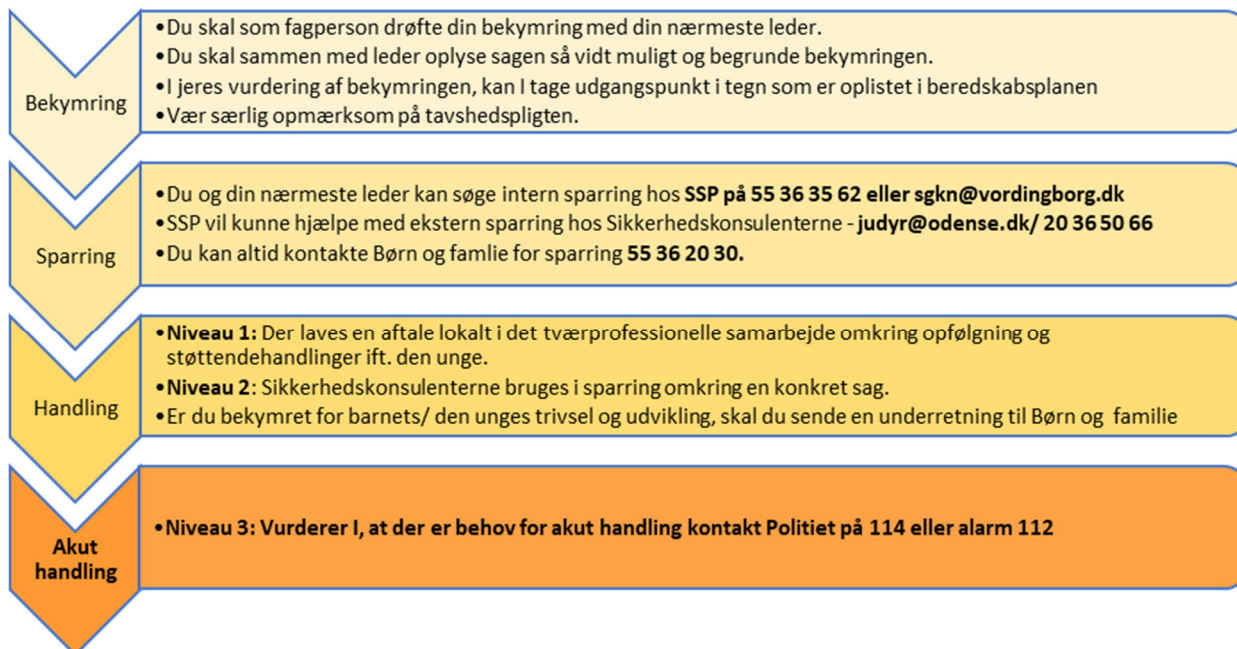 Bekymring
•Du skal som fagperson drøfte din bekymring med din nærmeste leder.
•Du skal sammen med leder oplyse sagen så vidt muligt og begrunde bekymringen.
•I jeres vurdering af bekymringen, kan I tage udgangspunkt i tegn som er oplistet i beredskabsplanen
•Vær særlig opmærksom på tavshedspligten.
Sparring
•Du og din nærmeste leder kan søge intern sparring hos SSP på 55 36 35 62 eller sgkn@vordingborg.dk
•SSP vil kunne hjælpe med ekstern sparring hos Sikkerhedskonsulenterne - judyr@odense.dk/ 20 36 50 66
•Du kan altid kontakte Børn og famlie for sparring 55 36 20 30.
Handling
•Niveau 1: Der laves en aftale lokalt i det tværprofessionelle samarbejde omkring opfølgning og
støttendehandlinger ift. den unge.
•Niveau 2: Sikkerhedskonsulenterne bruges i sparring omkring en konkret sag.
•Er du bekymret for barnets/ den unges trivsel og udvikling, skal du sende en underretning til Børn og familie
Akut
handling
•Niveau 3: Vurderer I, at der er behov for akut handling kontakt Politiet på 114 eller alarm 112